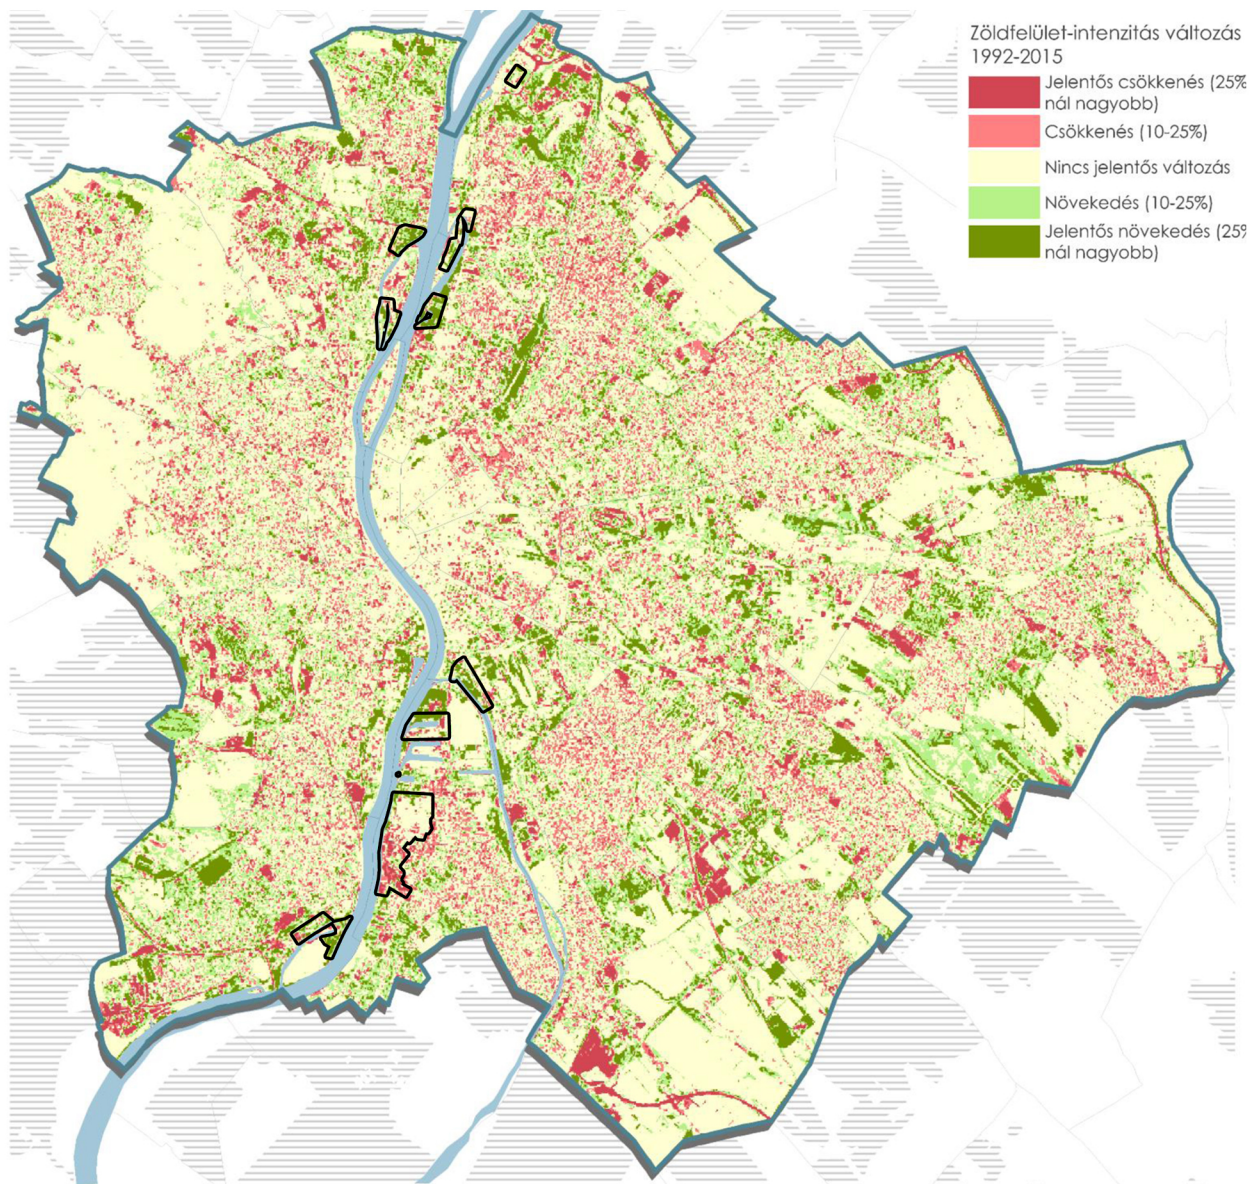 Zöldfelület-intenzitás változás
1992-2015
Jelentős csökkenés (25%
nál nagyobb)
Csökkenés (10-25%)
Nincs jelentős változás
Növekedés (10-25%)
Jelentős növekedés (25%
nál nagyobb)